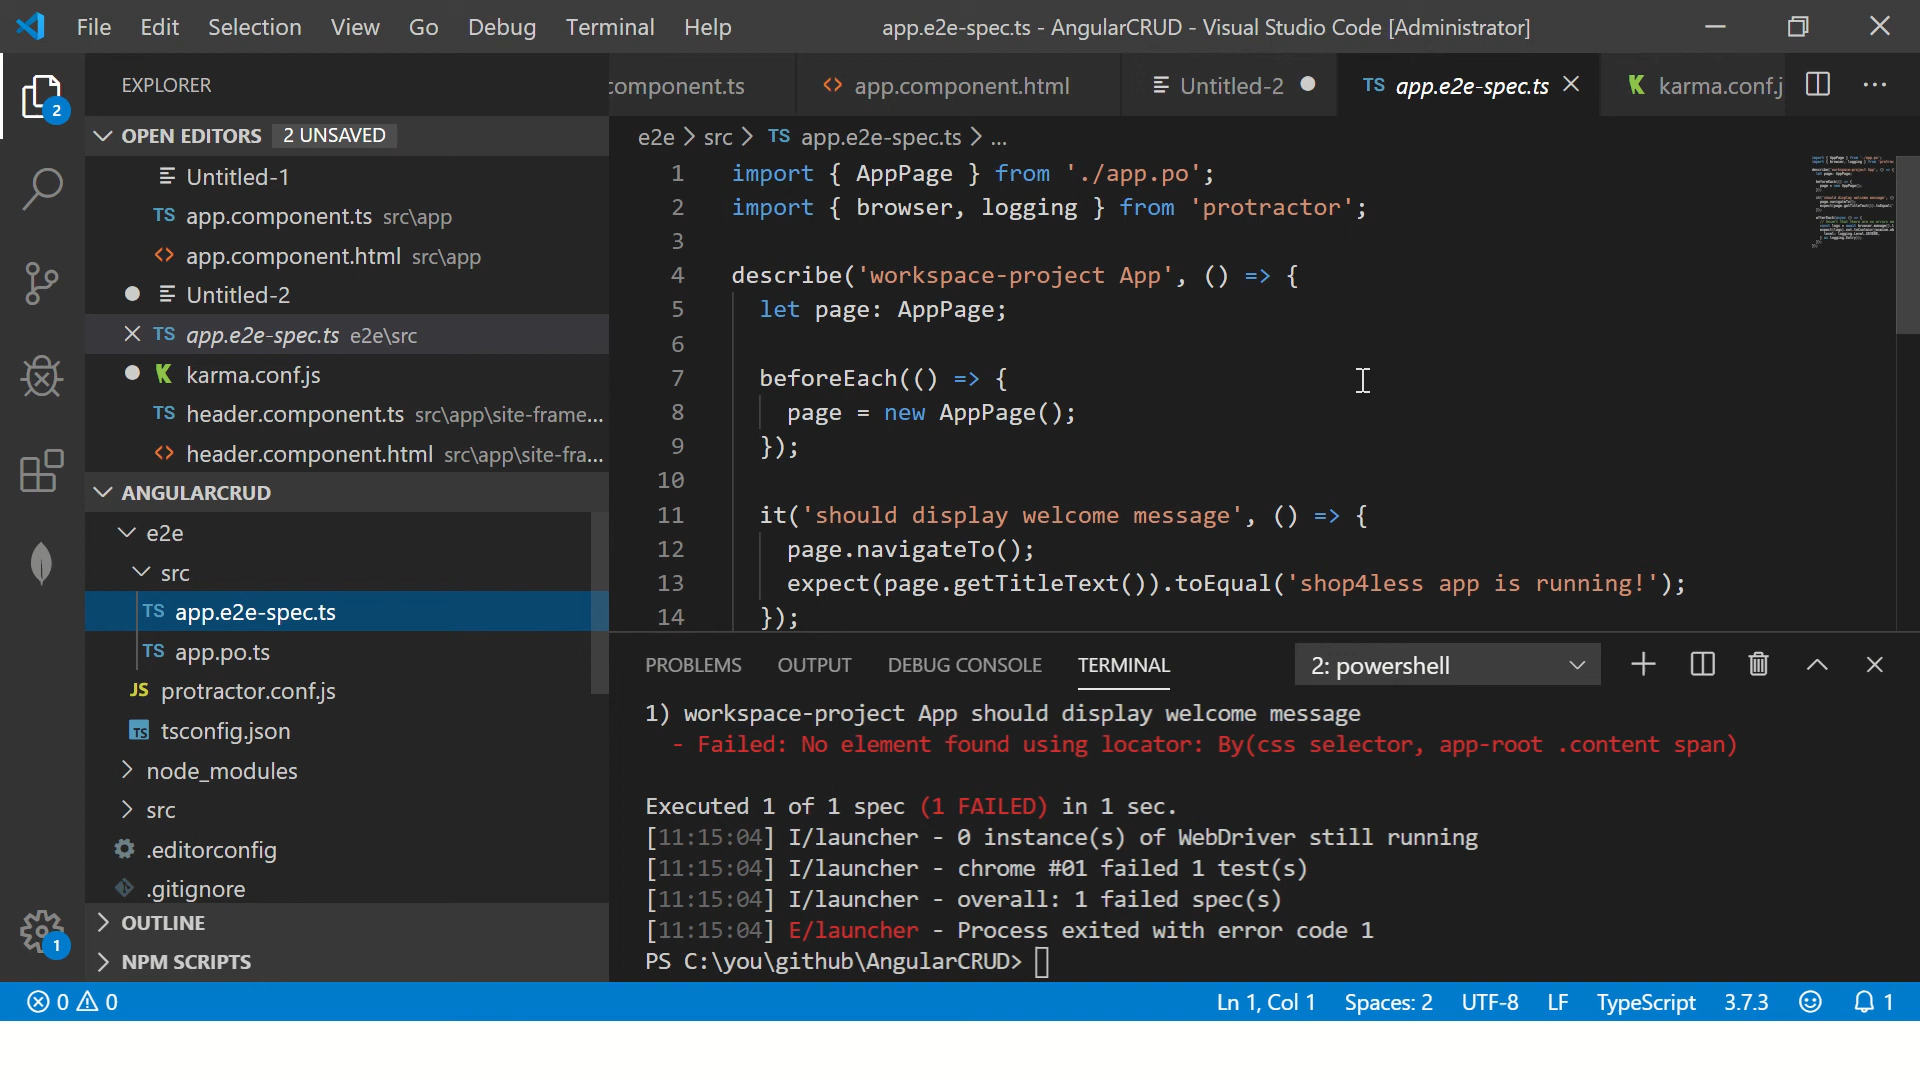 File Edit Selection View Go Debug Terminal Help app.e2e-spec.ts - AngularCRUD - Visual Studio Code [Administrator]
EXPLORER
component.ts app.component.html Untitled-2 TS app.e2e-spec.ts karma.conf.j
2
OPEN EDITORS 2 UNSAVED
Untitled-1
TS app.component.ts src\app
app.component.html src\app
Untitled-2
TS app.e2e-spec.ts e2e\src
karma.conf.js
TS header.component.ts src\app\site-frame...
header.component.html src\app\site-fra...
ANGULARCRUD
e2e
src
TS app.e2e-spec.ts
TS app.po.ts
JS protractor.conf.js
TS tsconfig.json
node_modules
src
.editorconfig
.gitignore
OUTLINE
1
NPM SCRIPTS
e2e > src > TS app.e2e-spec.ts > ...
1 import { AppPage } from './app.po';
2 import { browser, logging } from 'protractor';
3
4 describe('workspace-project App', () => {
5 let page: AppPage;
6
7 beforeEach(() => {
8 page = new AppPage();
9 });
10
11 it('should display welcome message', () => {
12 page.navigateTo();
13 expect(page.getTitleText()).toEqual('shop4less app is running!');
14 });
PROBLEMS OUTPUT DEBUG CONSOLE TERMINAL 2: powershell
1) workspace-project App should display welcome message
- Failed: No element found using locator: By(css selector, app-root .content span)
Executed 1 of 1 spec (1 FAILED) in 1 sec.
[11:15:04] I/launcher - 0 instance(s) of WebDriver still running
[11:15:04] I/launcher - chrome #01 failed 1 test(s)
[11:15:04] I/launcher - overall: 1 failed spec(s)
[11:15:04] E/launcher - Process exited with error code 1
PS C:\you\github\AngularCRUD>
0 0 Ln 1, Col 1 Spaces: 2 UTF-8 LF TypeScript 3.7.3 1